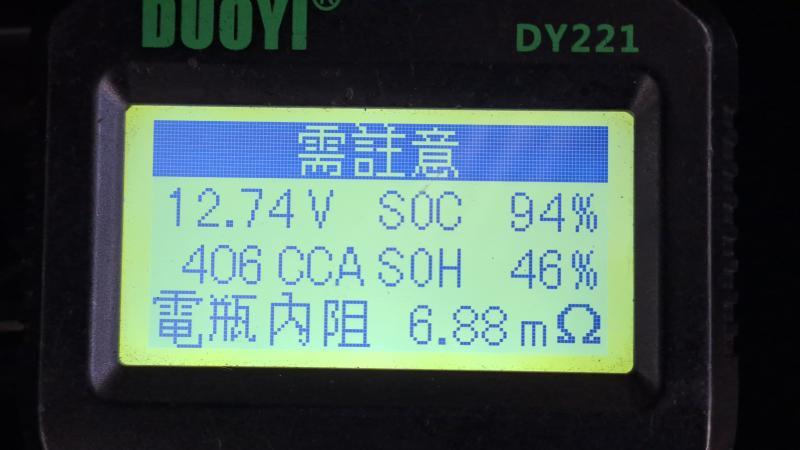 DUOYI®
DY221
需註意
12.74V SOC 94%
406 CCA SOH 46%
電瓶內阻 6.88mΩ